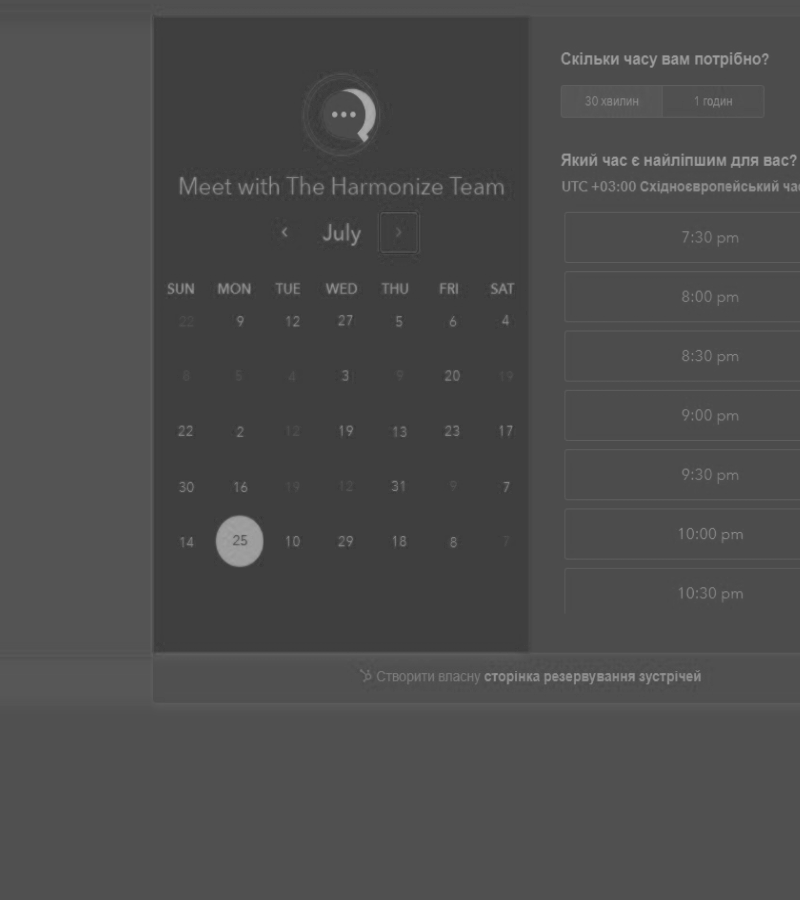 Meet with The Harmonize Team
July
SUN MON TUE WED THU FRI SAT
22 9 12 27 5 6 4
8 5 4 3 9 20 19
22 2 12 19 13 23 17
30 16 19 12 31 9 7
14 25 10 29 18 8 7
Скільки часу вам потрібно?
30 хвилин 1 годин
Який час є найліпшим для вас?
UTC +03:00 Східноєвропейський
7:30 pm
8:00 pm
8:30 pm
9:00 pm
9:30 pm
10:00 pm
10:30 pm
Створити власну сторінка резервування зустрічей